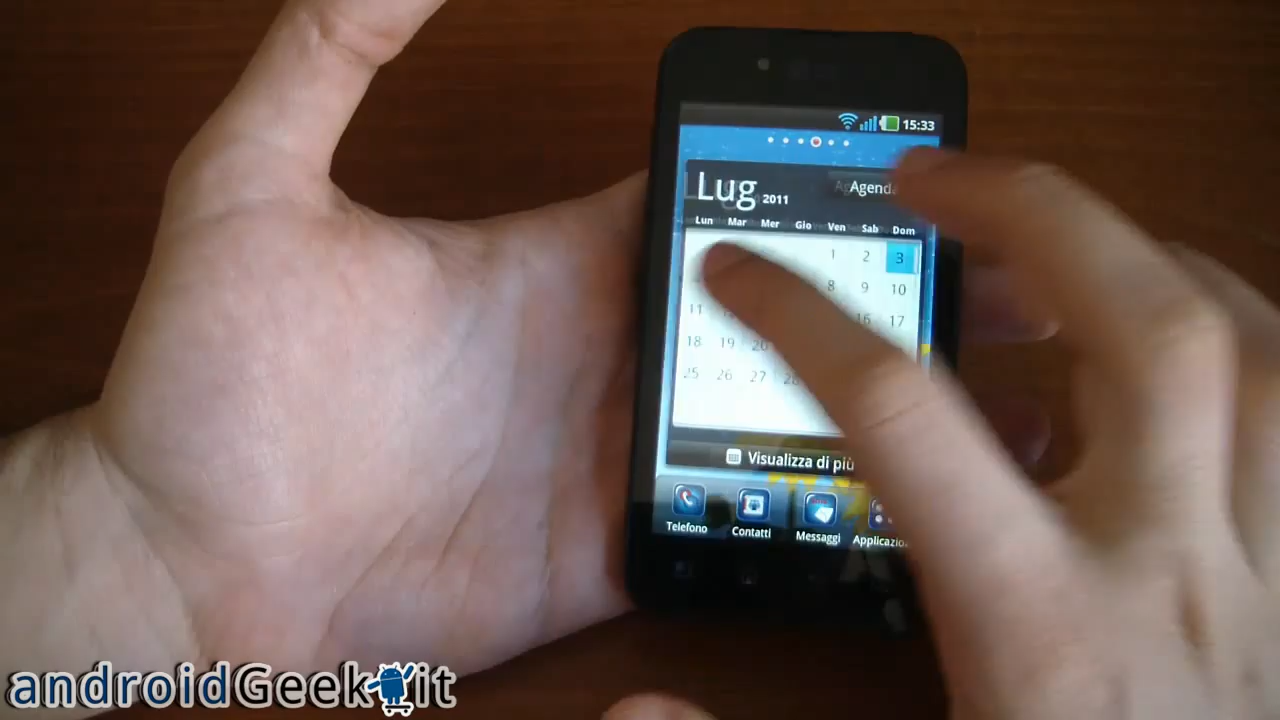 15:33
Lug 2011 Agenda
Lun Mar Mer Gio Ven Sab Dom
1 2 3
8 9 10
11 16 17
18 19 20
25 26 27 28
Visualizza di più
Telefono Contatti Messaggi Applicazio
androidGeek.it